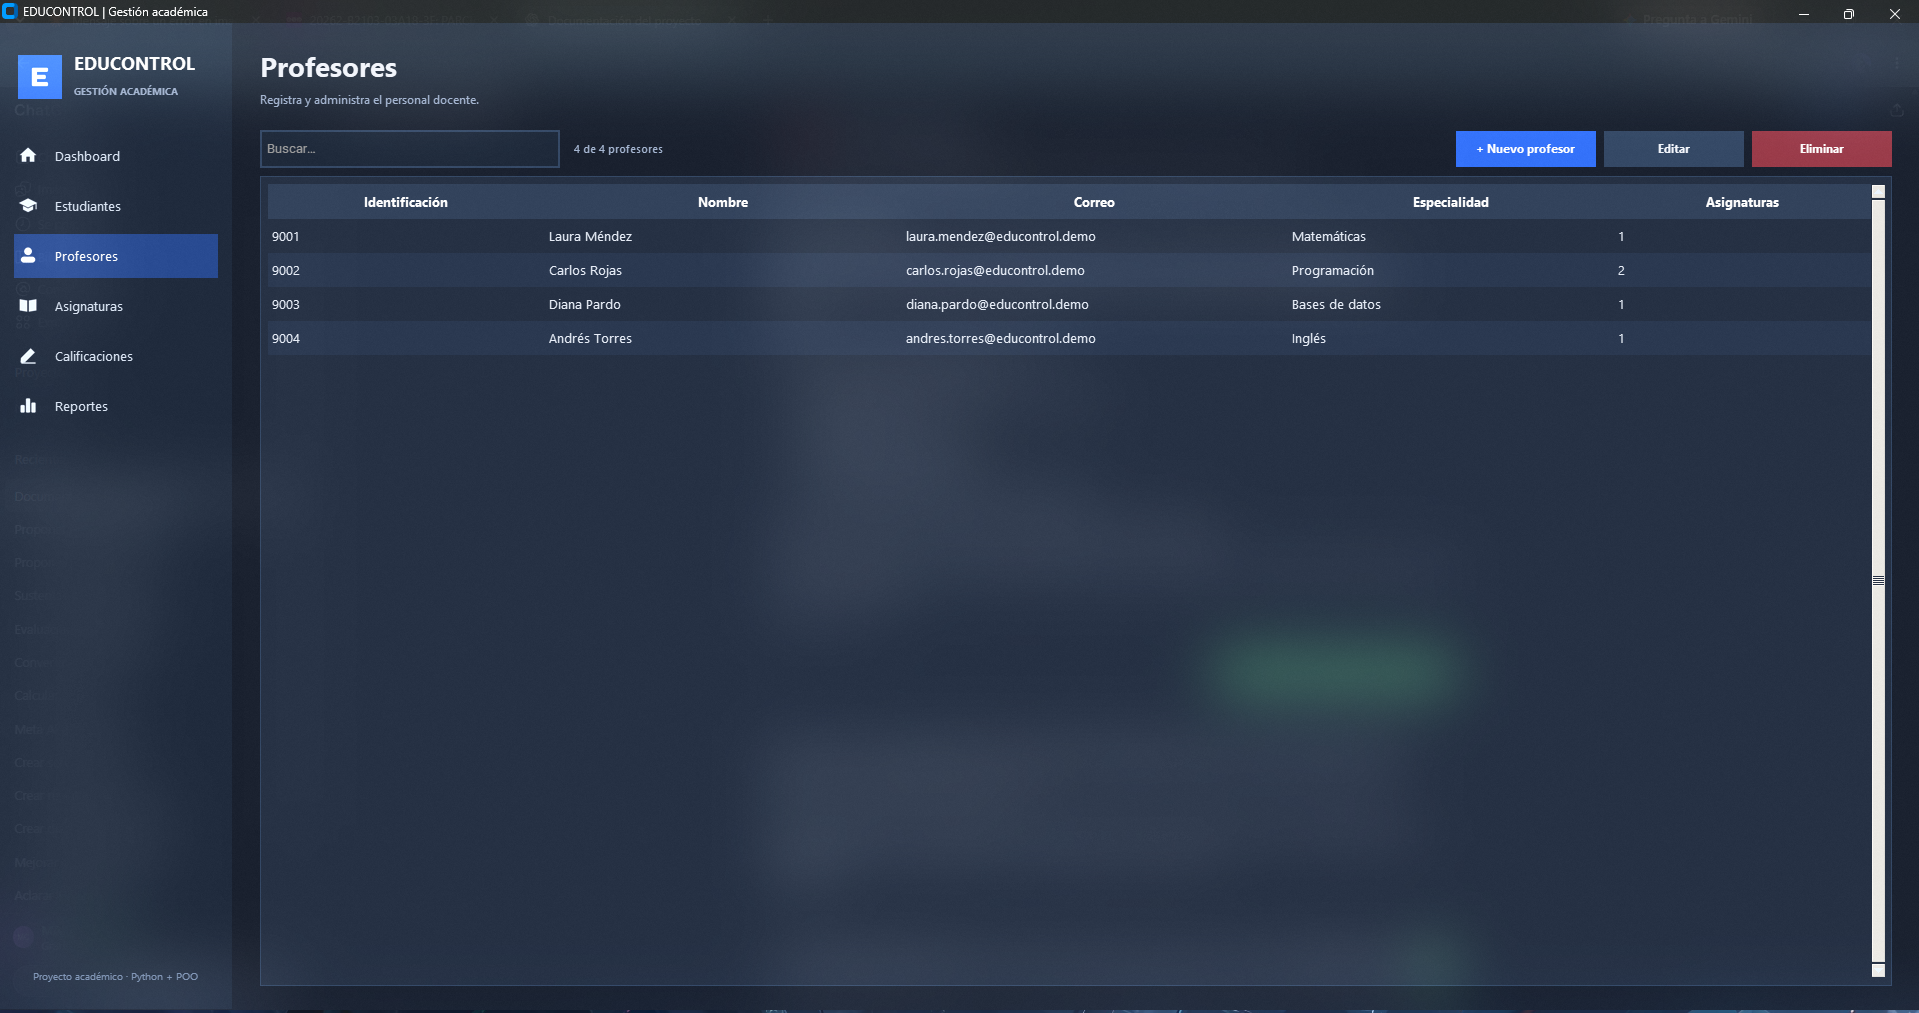 EDUCONTROL | Gestión académica
Pregunta a Gemini
E
EDUCONTROL
GESTIÓN ACADÉMICA
Dashboard
Estudiantes
Profesores
Asignaturas
Calificaciones
Reportes
Proyecto académico · Python + POO
Profesores
Registra y administra el personal docente.
Buscar...
4 de 4 profesores
+ Nuevo profesor
Editar
Eliminar
Identificación Nombre Correo Especialidad Asignaturas
9001 Laura Méndez laura.mendez@educontrol.demo Matemáticas 1
9002 Carlos Rojas carlos.rojas@educontrol.demo Programación 2
9003 Diana Pardo diana.pardo@educontrol.demo Bases de datos 1
9004 Andrés Torres andres.torres@educontrol.demo Inglés 1